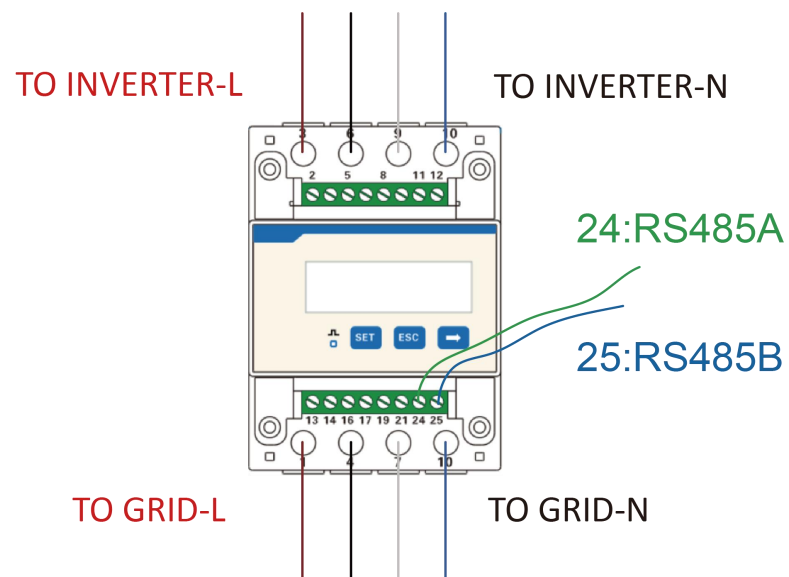 TO INVERTER-L
TO INVERTER-N
3 6 9 10
2 5 8 11 12
24:RS485A
SET ESC
25:RS485B
13 14 16 17 19 21 24 25
1 4 7 10
TO GRID-L
TO GRID-N